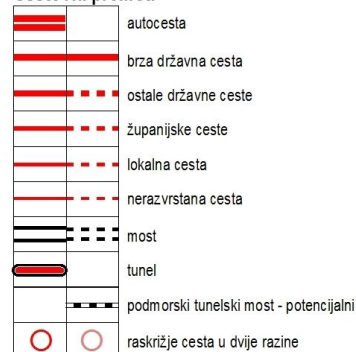 autocesta
brza državna cesta
ostale državne ceste
županijske ceste
lokalna cesta
nerazvrstana cesta
most
tunel
podmorski tunelski most - potencijalni
raskrižje cesta u dvije razine